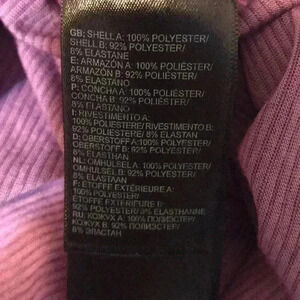 GB: SHELL A: 100% POLYESTER/
SHELL B: 92% POLYESTER/
8% ELASTANE
E: ARMAZÓN A: 100% POLIÉSTER/
ARMAZÓN B: 92% POLIÉSTER/
8% ELASTANO
P: CONCHA A: 100% POLIÉSTER/
CONCHA B: 92% POLIÉSTER/
8% ELASTANO
I: RIVESTIMENTO A:
100% POLIESTERE/RIVESTIMENTO B:
92% POLIESTERE/8% ELASTAN
D: OBERSTOFF A:100% POLYESTER/
OBERSTOFF B: 92% POLYESTER/
8% ELASTHAN
NL: OMHULSEL A: 100% POLYESTER/
OMHULSEL B: 92% POLYESTER/
8% ELASTAAN
F: ETOFFE EXTÉRIEURE A:
100% POLYESTER/
ETOFFE EXTÉRIEURE B:
92% POLYESTER/8% ELASTHANNE
RU: КОЖУХ A: 100% ПОЛИЭСТЕР/
КОЖУХ B: 92% ПОЛИЭСТЕР/
8% ЭЛАСТАН